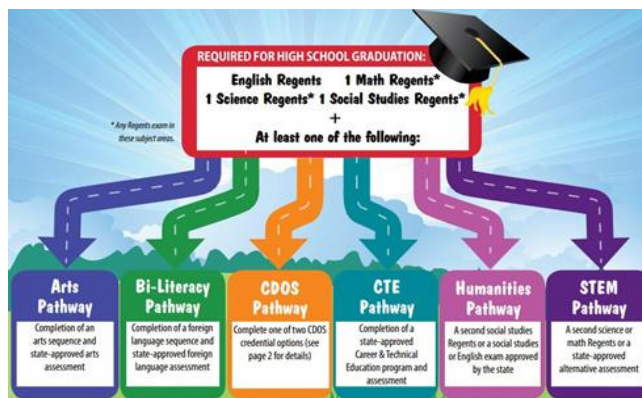 REQUIRED FOR HIGH SCHOOL GRADUATION:
English Regents 1 Math Regents*
1 Science Regents* 1 Social Studies Regents*
+
At least one of the following:
* Any Regents exam in
these subject areas.
Arts
Pathway
Completion of an
arts sequence and
state-approved arts
assessment
Bi-Literacy
Pathway
Completion of a foreign
language sequence and
state-approved foreign
language assessment
CDOS
Pathway
Complete one of two CDOS
credential options (see
page 2 for details)
CTE
Pathway
Completion of a
state-approved
Career & Technical
Education program and
assessment
Humanities
Pathway
A second social studies
Regents or a social studies
or English exam approved
by the state
STEM
Pathway
A second science or
math Regents or a
state-approved
alternative assessment